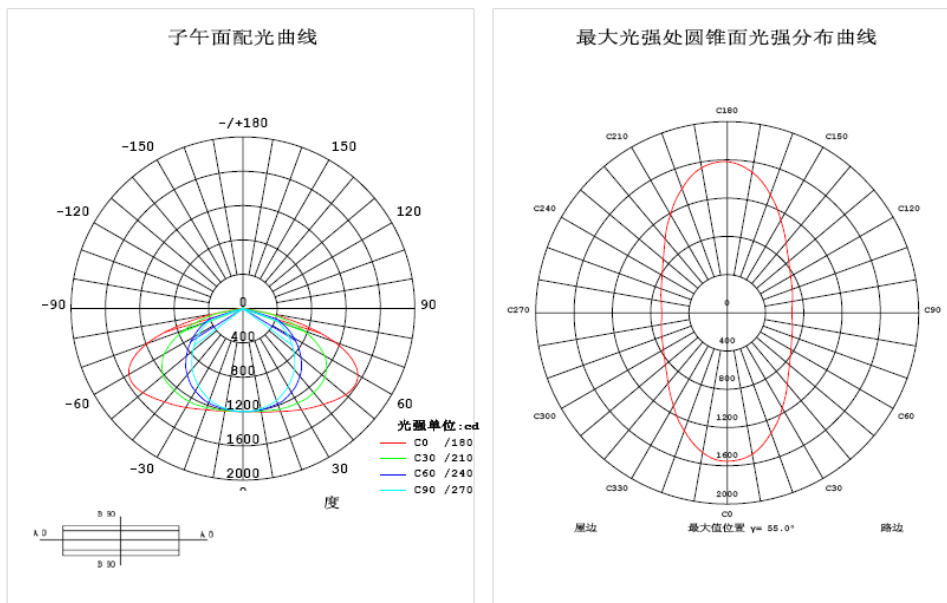 子午面配光曲线
-/+180
-150 150
-120 120
-90 0 90
400
-60 800 60
1200
光强单位:cd
-30 1600 30
2000
0
度
C0 /180
C30 /210
C60 /240
C90 /270
B 90
A 0 A 0
B 90
最大光强处圆锥面光强分布曲线
C180
C210 C150
C240 C120
0
C270 C90
400
800
C300 C60
1200
1600
C330 C30
2000
C0
屋边 最大值位置 γ= 55.0° 路边